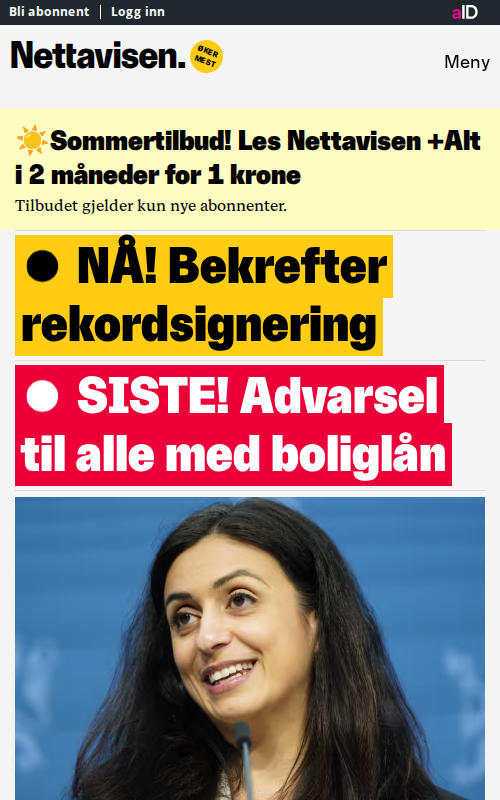 Bli abonnent
Logg inn
aID
Nettavisen.
ØKER
MEST
Meny
Sommertilbud! Les Nettavisen +Alt
i 2 måneder for 1 krone
Tilbudet gjelder kun nye abonnenter.
NÅ! Bekrefter
rekordsignering
SISTE! Advarsel
til alle med boliglån